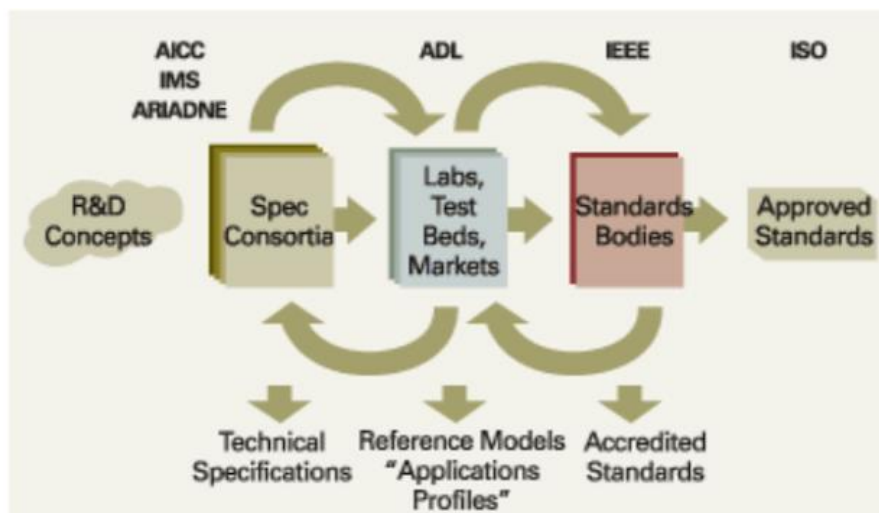 AICC
IMS
ARIADNE
ADL
IEEE
ISO
R&D
Concepts
Spec
Consortia
Labs,
Test
Beds,
Markets
Standards
Bodies
Approved
Standards
Technical
Specifications
Reference Models
“Applications
Profiles”
Accredited
Standards